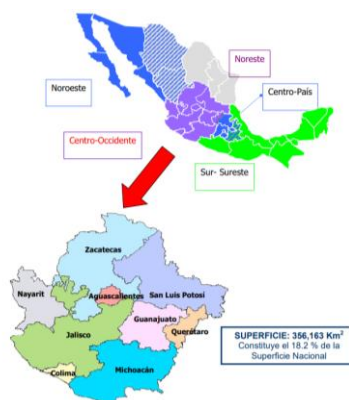 Noreste
Noroeste
Centro-País
Centro-Occidente
Sur- Sureste
Zacatecas
Nayarit
Aguascalientes
San Luis Potosí
Guanajuato
Jalisco
Querétaro
Colima
Michoacán
SUPERFICIE: 356,163 Km²
Constituye el 18.2 % de la
Superficie Nacional